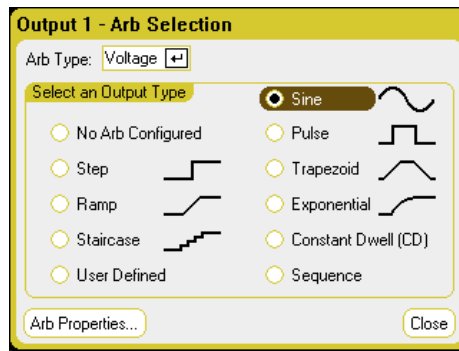 Output 1 - Arb Selection
Arb Type: Voltage
Select an Output Type
Sine
No Arb Configured
Pulse
Step
Trapezoid
Ramp
Exponential
Staircase
Constant Dwell (CD)
User Defined
Sequence
Arb Properties...
Close